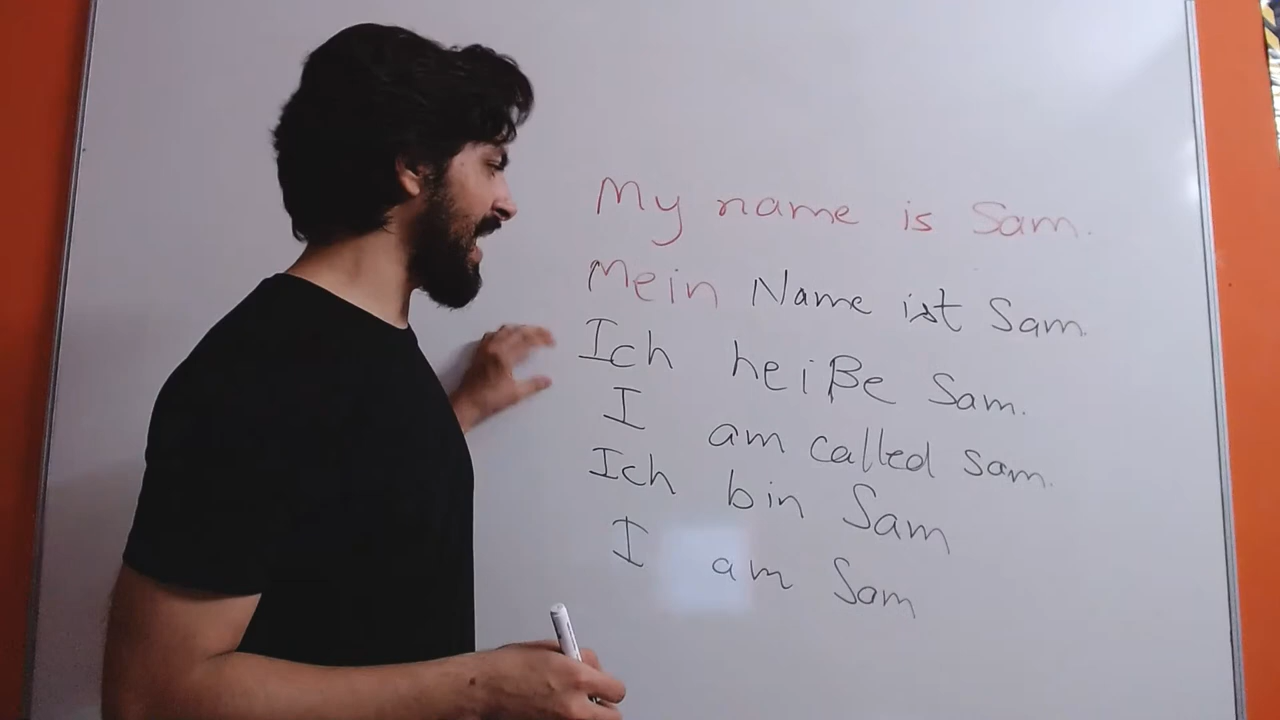 My name is Sam.
Mein Name ist Sam.
Ich heiße Sam.
I am called Sam.
Ich bin Sam
I am Sam